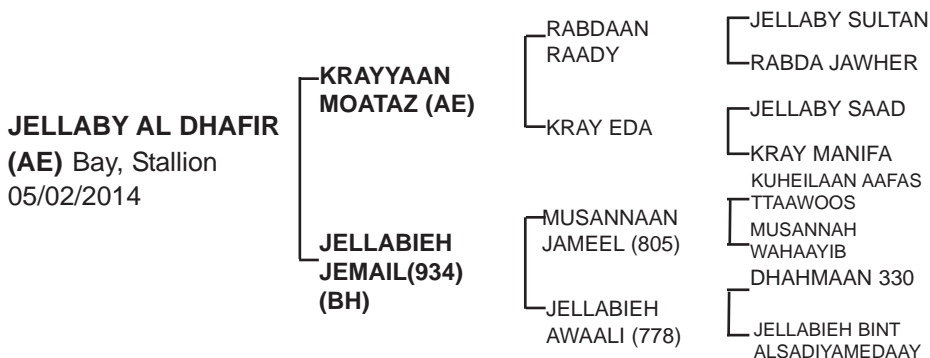 JELLABY AL DHAFIR
(AE) Bay, Stallion
05/02/2014
KRAYYAAN
MOATAZ (AE)
JELLABIEH
JEMAIL(934)
(BH)
RABDAAN
RAADY
KRAY EDA
MUSANNAAN
JAMEEL (805)
JELLABIEH
AWAALI (778)
JELLABY SULTAN
RABDA JAWHER
JELLABY SAAD
KRAY MANIFA
KUHEILAAN AAFAS
TTAAWOOS
MUSANNAH
WAHAAYIB
DHAHMAAN 330
JELLABIEH BINT
ALSADIYAMEDAAY